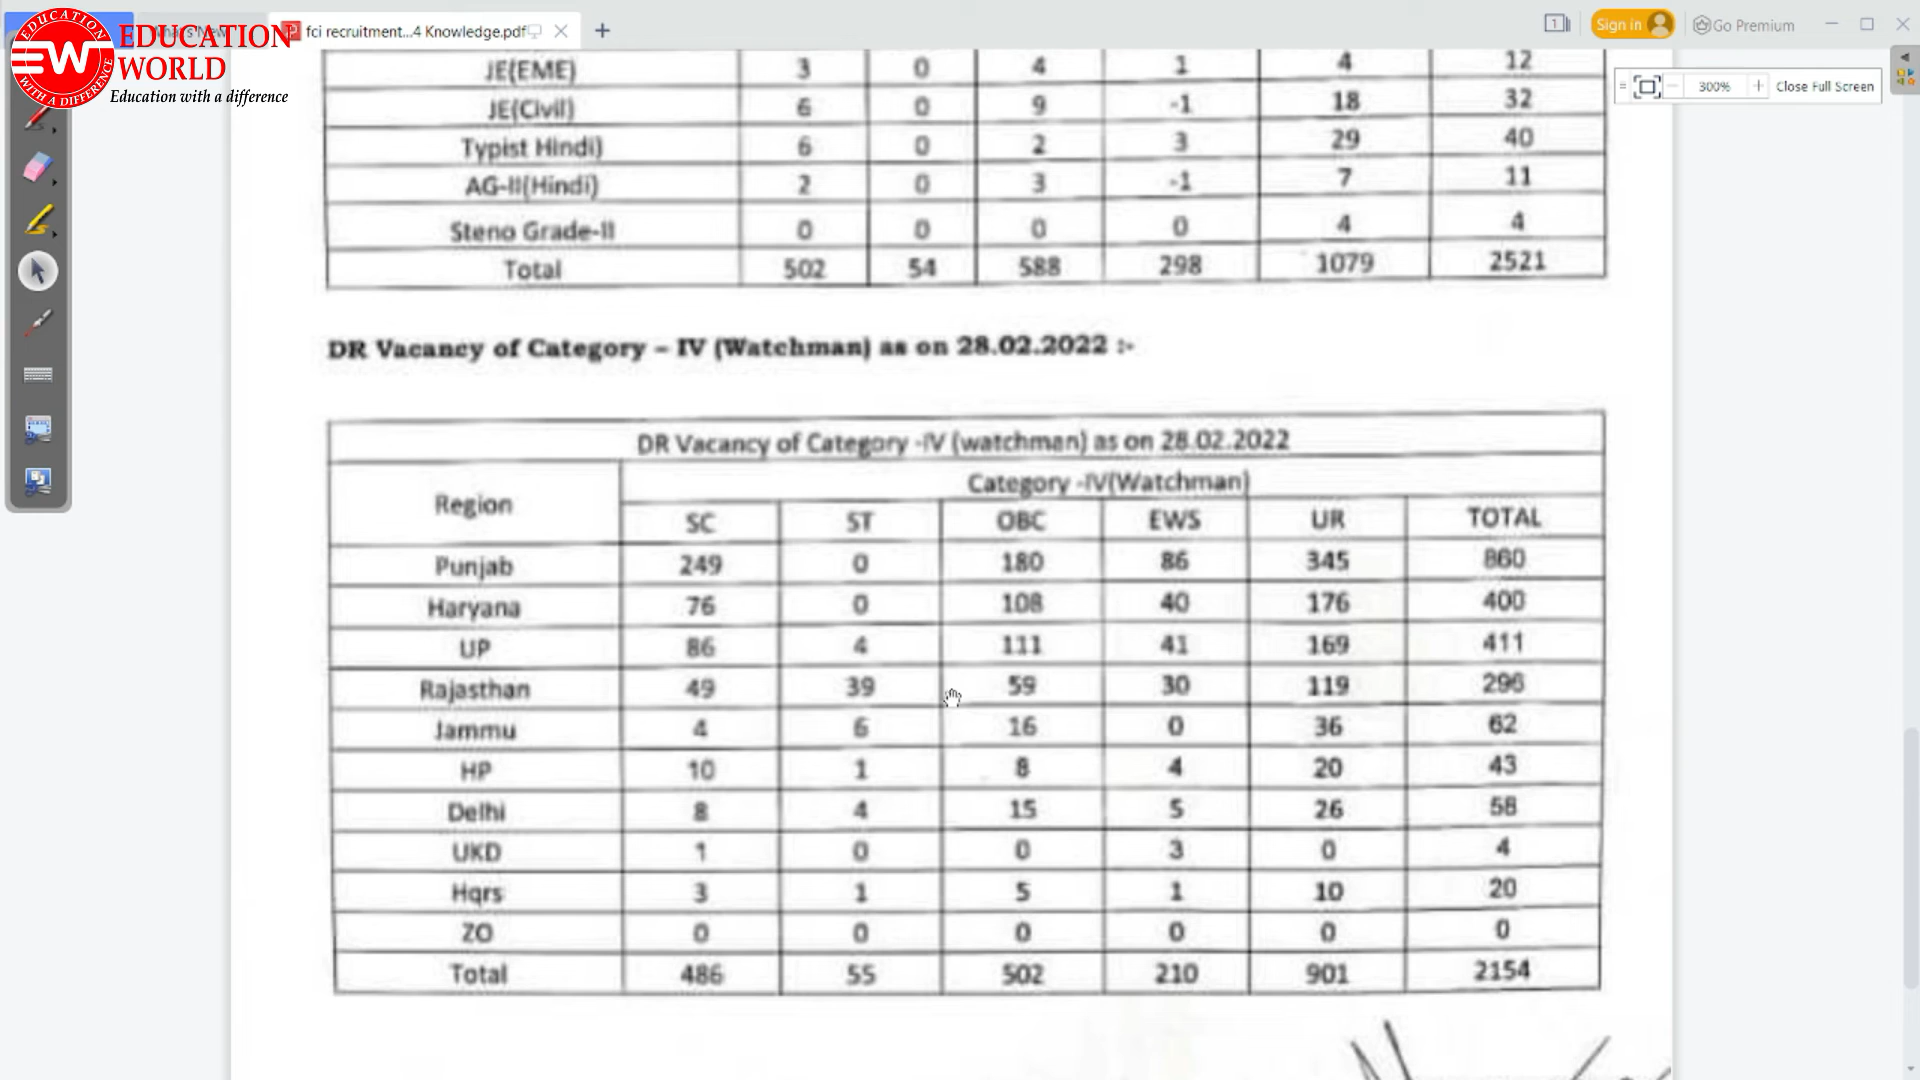 EDUCATION
WORLD
Education with a difference
EDUCATION
EW
WITH A DIFFERENCE
fci recruitment...4 Knowledge.pdf
1
Sign in
Go Premium
300% Close Full Screen
JE(EME) 3 0 4 1 4 12
JE(Civil) 6 0 9 -1 18 32
Typist Hindi) 6 0 2 3 29 40
AG-II(Hindi) 2 0 3 -1 7 11
Steno Grade-II 0 0 0 0 4 4
Total 502 54 588 298 1079 2521
DR Vacancy of Category – IV (Watchman) as on 28.02.2022 :-
DR Vacancy of Category -IV (watchman) as on 28.02.2022
Region Category -IV(Watchman)
SC ST OBC EWS UR TOTAL
Punjab 249 0 180 86 345 860
Haryana 76 0 108 40 176 400
UP 86 4 111 41 169 411
Rajasthan 49 39 59 30 119 296
Jammu 4 6 16 0 36 62
HP 10 1 8 4 20 43
Delhi 8 4 15 5 26 58
UKD 1 0 0 3 0 4
Hqrs 3 1 5 1 10 20
ZO 0 0 0 0 0 0
Total 486 55 502 210 901 2154